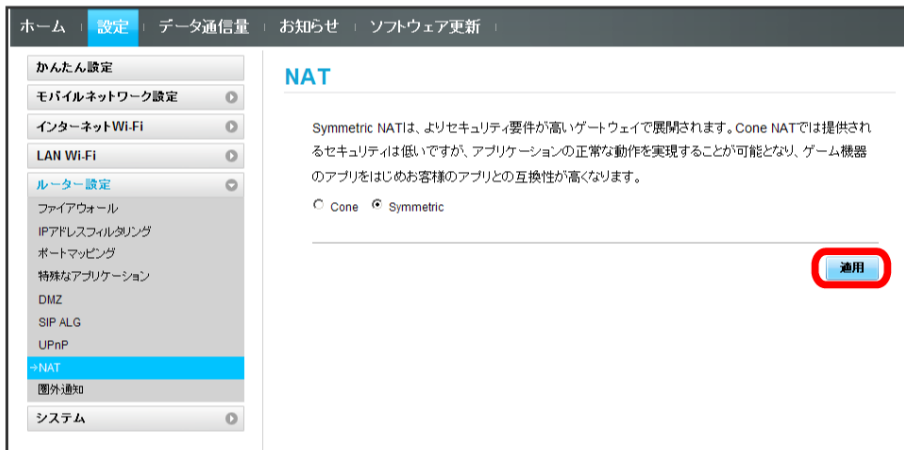 ホーム 設定 データ通信量 お知らせ ソフトウェア更新
かんたん設定
モバイルネットワーク設定
インターネットWi-Fi
LAN Wi-Fi
ルーター設定
ファイアウォール
IPアドレスフィルタリング
ポートマッピング
特殊なアプリケーション
DMZ
SIP ALG
UPnP
→NAT
圏外通知
システム
NAT
Symmetric NATは、よりセキュリティ要件が高いゲートウェイで展開されます。Cone NATでは提供され
るセキュリティは低いですが、アプリケーションの正常な動作を実現することが可能となり、ゲーム機器
のアプリをはじめお客様のアプリとの互換性が高くなります。
Cone Symmetric
適用